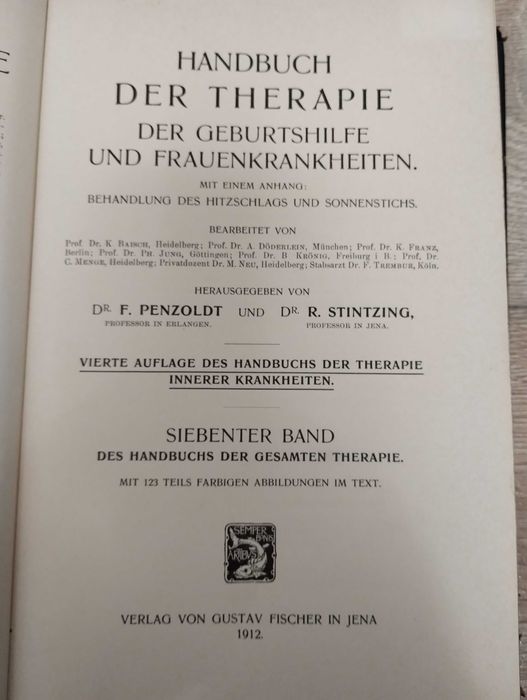 HANDBUCH
DER THERAPIE
DER GEBURTSHILFE
UND FRAUENKRANKHEITEN.
MIT EINEM ANHANG:
BEHANDLUNG DES HITZSCHLAGS UND SONNENSTICHS.
BEARBEITET VON
Prof. Dr. K BAISCH, Heidelberg; Prof. Dr. A. DÖDERLEIN, München; Prof. Dr. K. FRANZ,
Berlin; Prof. Dr. PH. JUNG, Göttingen; Prof. Dr. B KRÖNIG, Freiburg i B.; Prof. Dr.
C. MENGE, Heidelberg; Privatdozent Dr. M. NEU, Heidelberg; Stabsarzt Dr. F. TREMBUR, Köln.
HERAUSGEGEBEN VON
DR. F. PENZOLDT UND DR. R. STINTZING,
PROFESSOR IN ERLANGEN. PROFESSOR IN JENA.
VIERTE AUFLAGE DES HANDBUCHS DER THERAPIE
INNERER KRANKHEITEN.
SIEBENTER BAND
DES HANDBUCHS DER GESAMTEN THERAPIE.
MIT 123 TEILS FARBIGEN ABBILDUNGEN IM TEXT.
SEMPER
BONIS
ARTIBVS
VERLAG VON GUSTAV FISCHER IN JENA
1912.